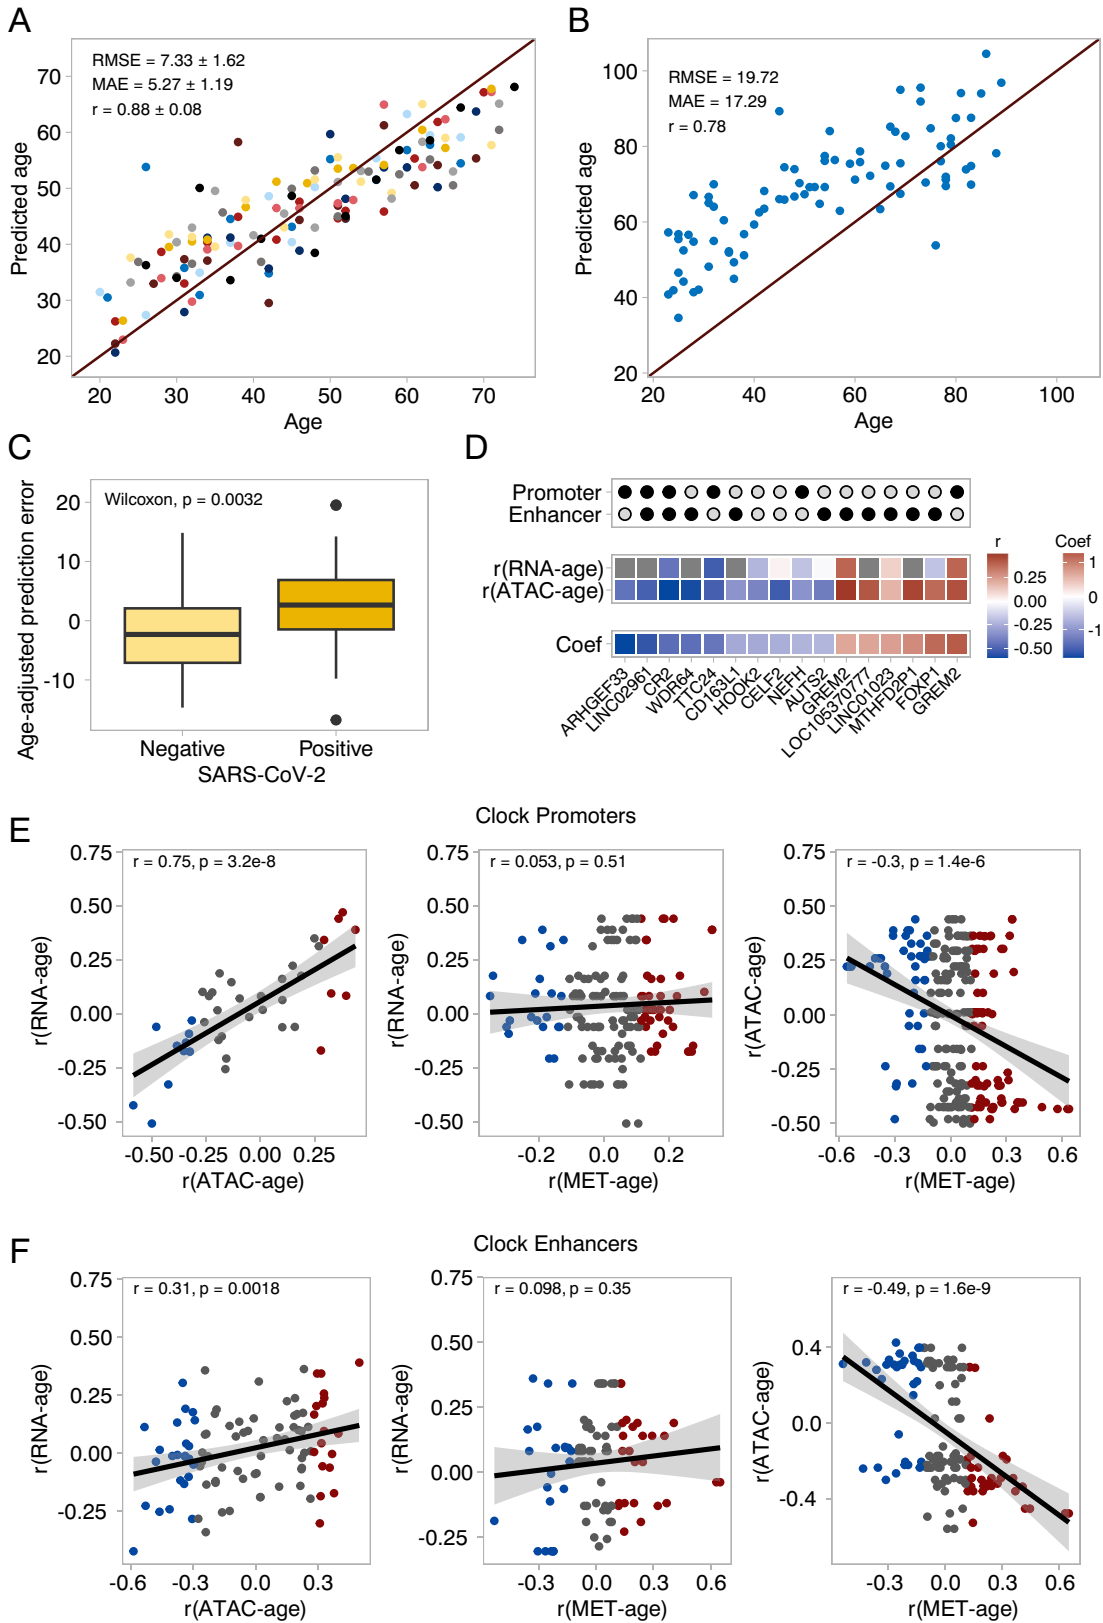 A
RMSE = 7.33 ± 1.62
MAE = 5.27 ± 1.19
r = 0.88 ± 0.08
Predicted age
70
60
50
40
30
20
20 30 40 50 60 70
Age
B
RMSE = 19.72
MAE = 17.29
r = 0.78
Predicted age
100
80
60
40
20
20 40 60 80 100
Age
C
Wilcoxon, p = 0.0032
Age-adjusted prediction error
20
10
0
-10
Negative Positive
SARS-CoV-2
D
Promoter
Enhancer
r(RNA-age)
r(ATAC-age)
Coef
ARHGEF33
LINC02961
CR2
WDR64
TTC24
CD163L1
HOOK2
CELF2
NEFH
AUTS2
GREM2
LOC105370777
LINC01023
MTHFD2P1
FOXP1
GREM2
r
0.25
0.00
-0.25
-0.50
Coef
1
0
-1
E
Clock Promoters
r = 0.75, p = 3.2e-8
r(RNA-age)
0.75
0.50
0.25
0.00
-0.25
-0.50
-0.50 -0.25 0.00 0.25
r(ATAC-age)
r = 0.053, p = 0.51
r(RNA-age)
0.75
0.50
0.25
0.00
-0.25
-0.50
-0.2 0.0 0.2
r(MET-age)
r = -0.3, p = 1.4e-6
r(ATAC-age)
0.75
0.50
0.25
0.00
-0.25
-0.50
-0.6 -0.3 0.0 0.3 0.6
r(MET-age)
F
Clock Enhancers
r = 0.31, p = 0.0018
r(RNA-age)
0.75
0.50
0.25
0.00
-0.25
-0.6 -0.3 0.0 0.3
r(ATAC-age)
r = 0.098, p = 0.35
r(RNA-age)
0.75
0.50
0.25
0.00
-0.25
-0.3 0.0 0.3 0.6
r(MET-age)
r = -0.49, p = 1.6e-9
r(ATAC-age)
0.4
0.0
-0.4
-0.3 0.0 0.3 0.6
r(MET-age)